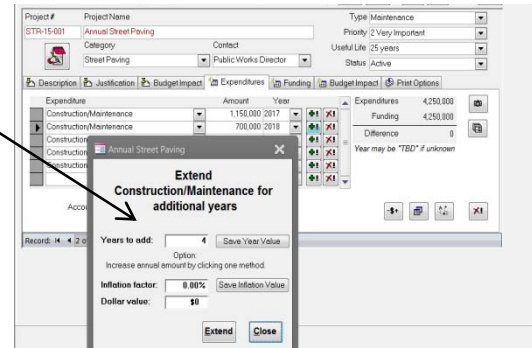 Project # Project Name Type Maintenance
STR-15-001 Annual Street Paving Priority 2 Very Important
Category Contact Useful Life 25 years
Street Paving Public Works Director Status Active
Description Justification Budget Impact Expenditures Funding Budget Impact Print Options
Expenditure Amount Year Expenditures 4,250,000
Construction/Maintenance 1,150,000 2017 Funding 4,250,000
Construction/Maintenance 700,000 2018 Difference 0
Construction
Year may be "TBD" if unknown
Construction
Construction
Annual Street Paving
Extend
Construction/Maintenance for
additional years
Record: 2
Years to add: 4 Save Year Value
Option:
Increase annual amount by clicking one method.
Inflation factor: 0.00% Save Inflation Value
Dollar value: $0
Extend Close